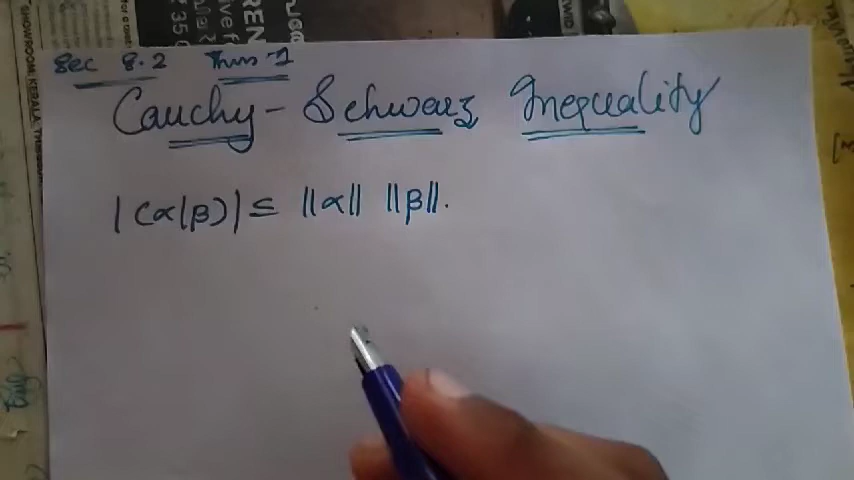 Sec 8.2 Thm-1
Cauchy-Schwarz Inequality
|(α|β)| ≤ ||α|| ||β||.